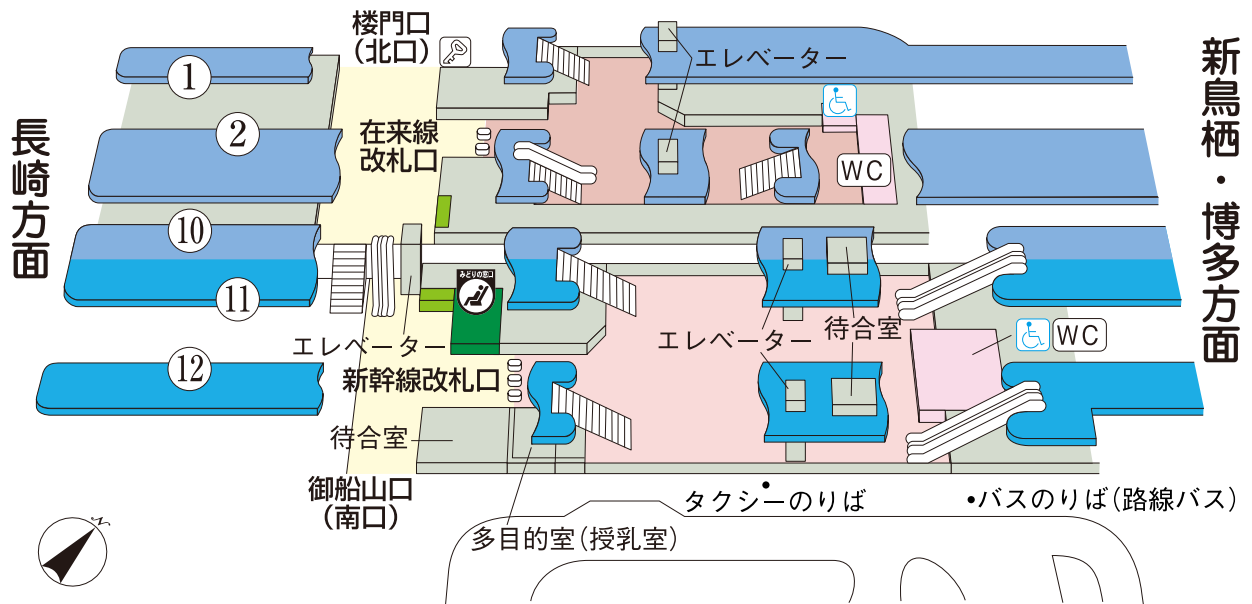 楼門口
（北口）
エレベーター
新鳥栖・博多方面
長崎方面
1
2
在来線
改札口
WC
10
11
みどりの窓口
エレベーター
エレベーター
待合室
WC
12
新幹線改札口
待合室
御船山口
（南口）
タクシーのりば
・バスのりば（路線バス）
多目的室（授乳室）
N